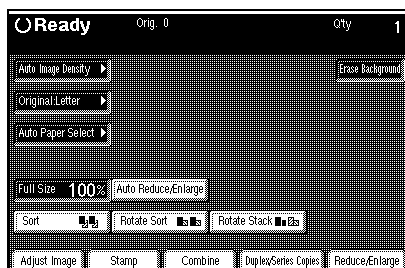 Ready Orig. 0 Q'ty 1
Auto Image Density Erase Background
Original:Letter
Auto Paper Select
Full Size 100% Auto Reduce/Enlarge
Sort Rotate Sort Rotate Stack
Adjust Image Stamp Combine Duplex/Series Copies Reduce/Enlarge